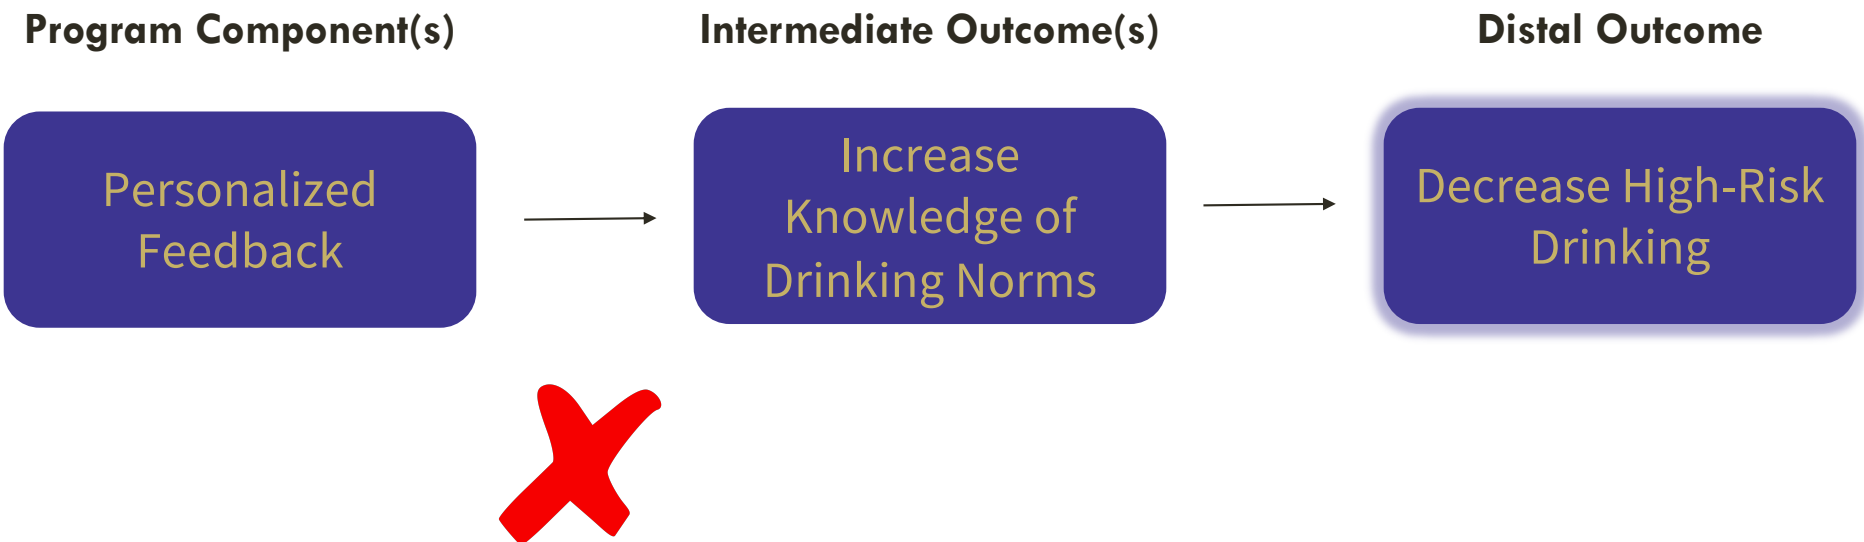 Program Component(s)
Intermediate Outcome(s)
Distal Outcome
Personalized
Feedback
Increase
Knowledge of
Drinking Norms
Decrease High-Risk
Drinking